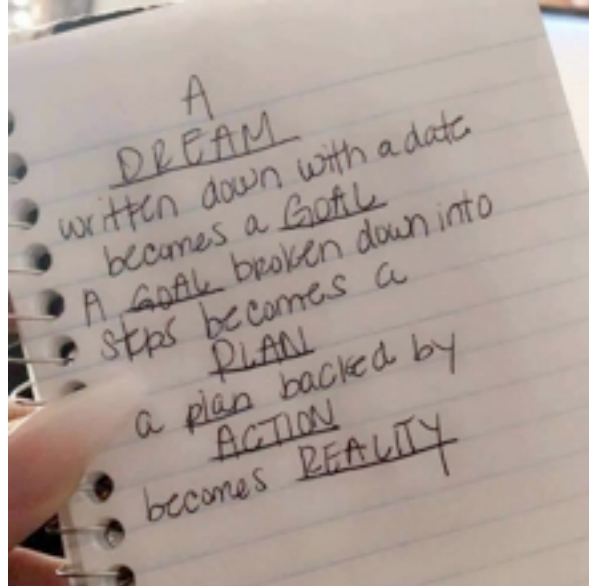 A
DREAM
written down with a date
becomes a GOAL
A GOAL broken down into
steps becomes a
PLAN
a plan backed by
ACTION
becomes REALITY